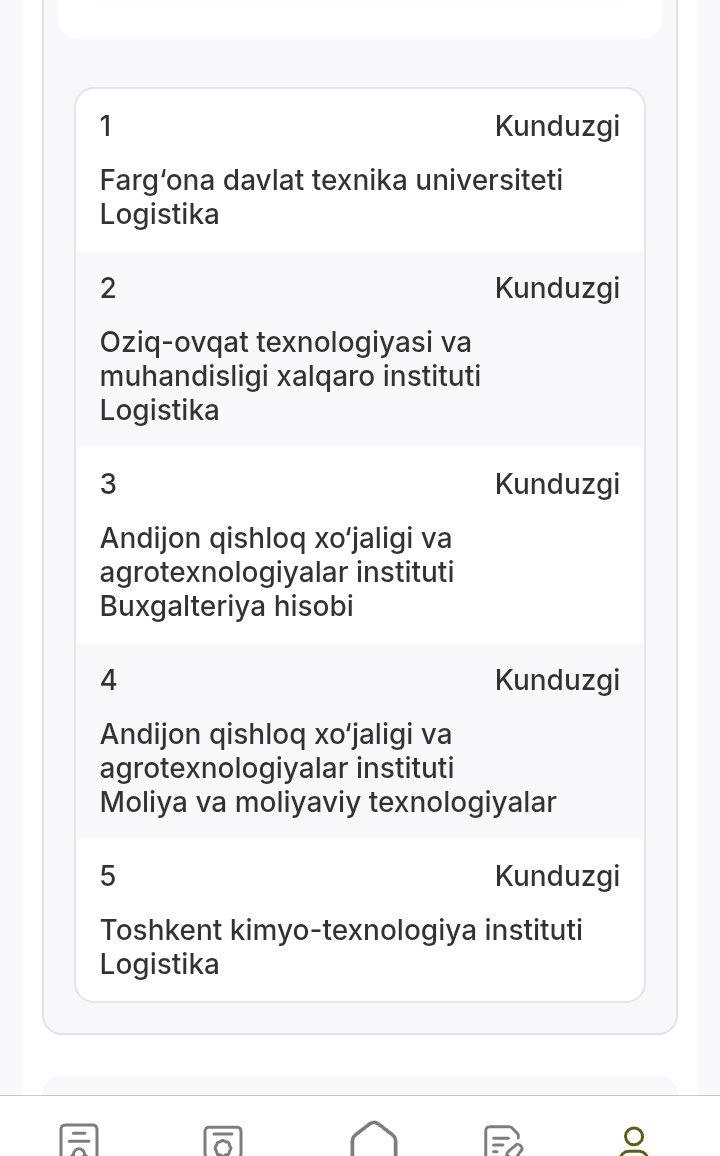 1
Kunduzgi
Farg‘ona davlat texnika universiteti
Logistika
2
Kunduzgi
Oziq-ovqat texnologiyasi va
muhandisligi xalqaro instituti
Logistika
3
Kunduzgi
Andijon qishloq xo‘jaligi va
agrotexnologiyalar instituti
Buxgalteriya hisobi
4
Kunduzgi
Andijon qishloq xo‘jaligi va
agrotexnologiyalar instituti
Moliya va moliyaviy texnologiyalar
5
Kunduzgi
Toshkent kimyo-texnologiya instituti
Logistika